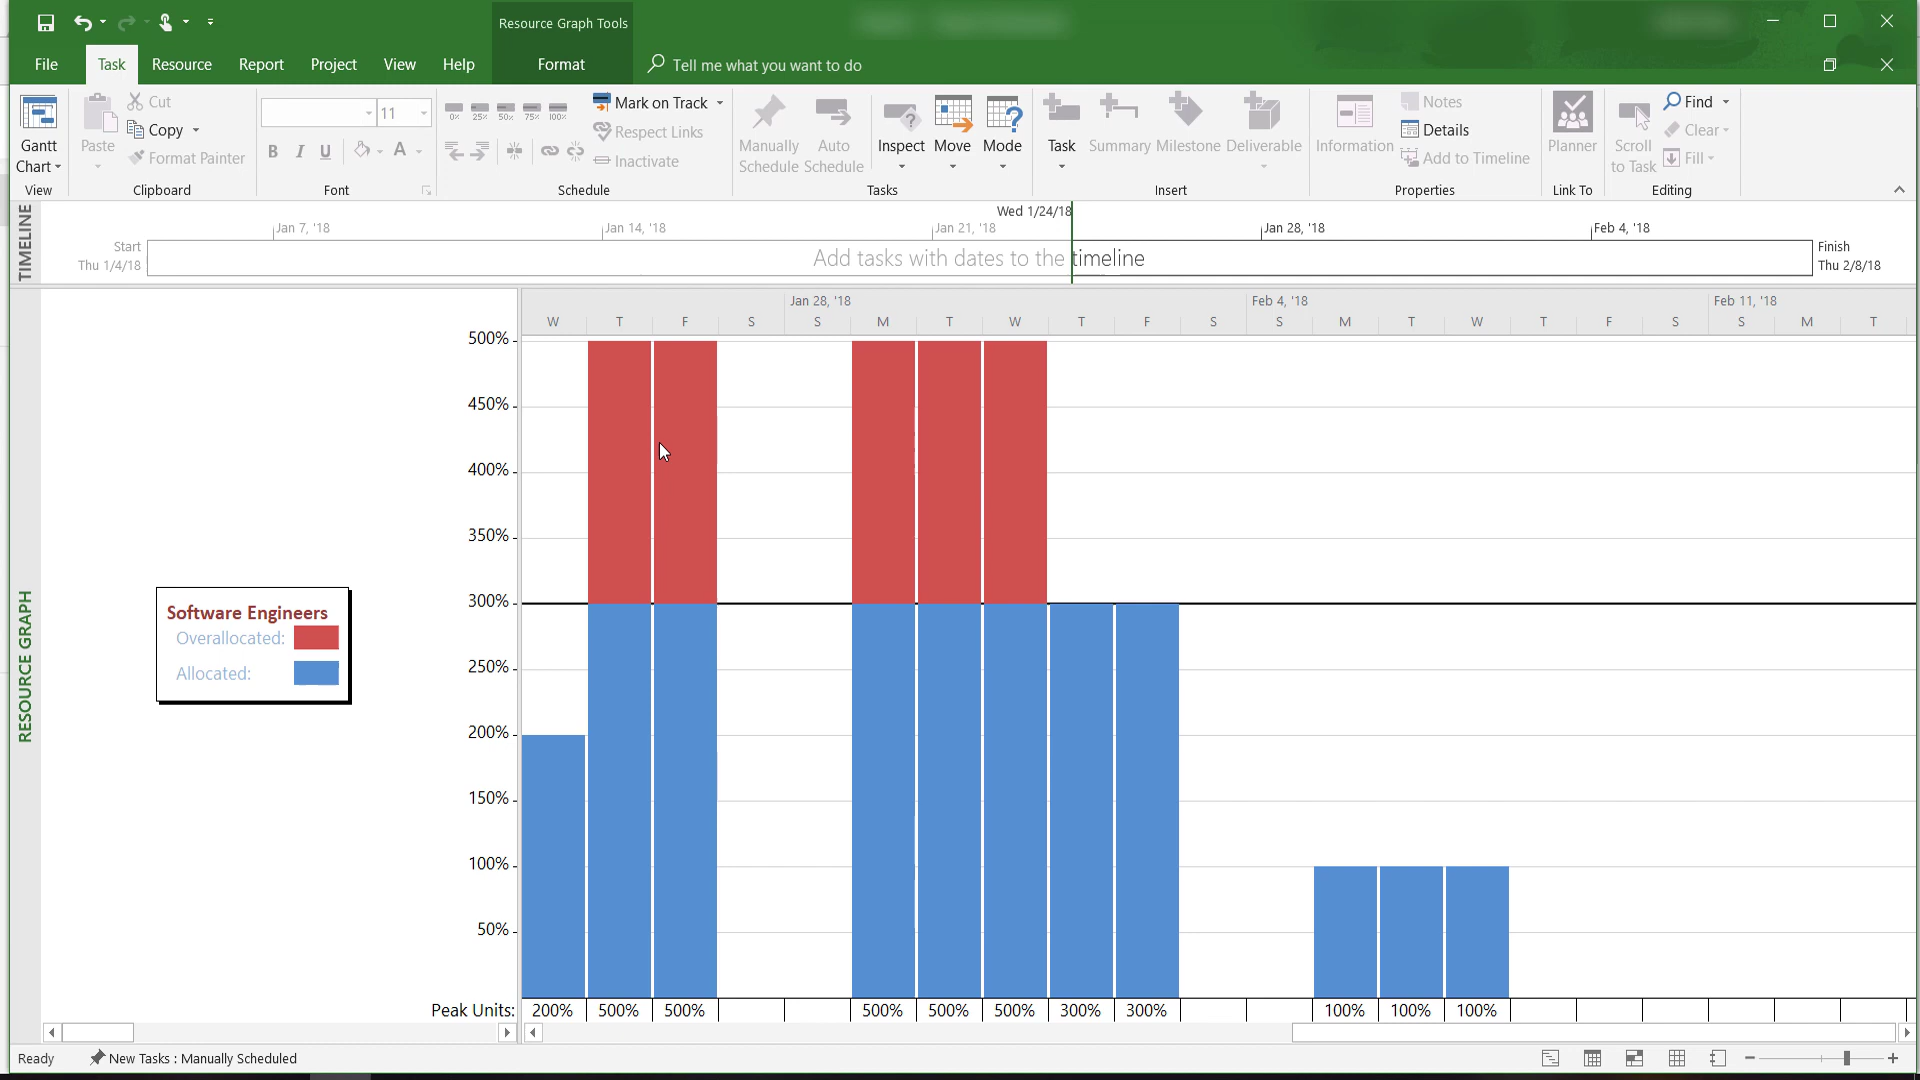 Resource Graph Tools
File Task Resource Report Project View Help Format Tell me what you want to do
Gantt Chart
View
Paste
Cut
Copy
Format Painter
Clipboard
11
B I U A
Font
0% 25% 50% 75% 100%
Mark on Track
Respect Links
Inactivate
Schedule
Manually Schedule
Auto Schedule
Inspect
Move
Mode
Tasks
Task
Summary
Milestone
Deliverable
Insert
Information
Notes
Details
Add to Timeline
Properties
Planner
Link To
Scroll to Task
Find
Clear
Fill
Editing
TIMELINE
Wed 1/24/18
Jan 7, '18 Jan 14, '18 Jan 21, '18 Jan 28, '18 Feb 4, '18
Start
Thu 1/4/18
Add tasks with dates to the timeline
Finish
Thu 2/8/18
RESOURCE GRAPH
Software Engineers
Overallocated:
Allocated:
Jan 28, '18 Feb 4, '18 Feb 11, '18
W T F S S M T W T F S S M T W T F S S M T
500%
450%
400%
350%
300%
250%
200%
150%
100%
50%
Peak Units: 200% 500% 500% 500% 500% 500% 300% 300% 100% 100% 100%
Ready New Tasks : Manually Scheduled